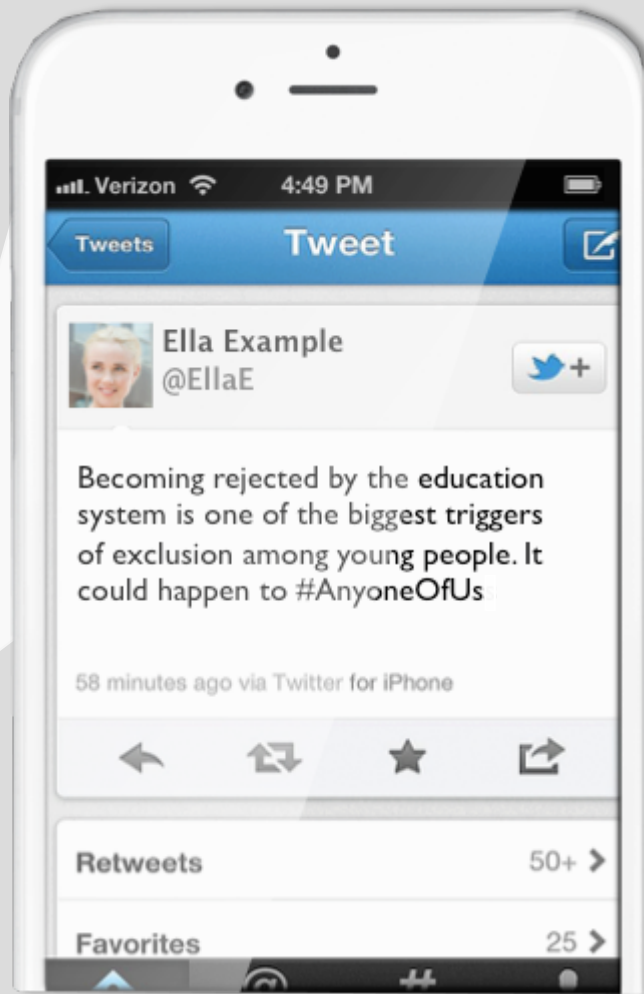 Verizon 4:49 PM
Tweets Tweet
Ella Example
@EllaE
+
Becoming rejected by the education
system is one of the biggest triggers
of exclusion among young people. It
could happen to #AnyoneOfUs
58 minutes ago via Twitter for iPhone
Retweets 50+
Favorites 25
@ #